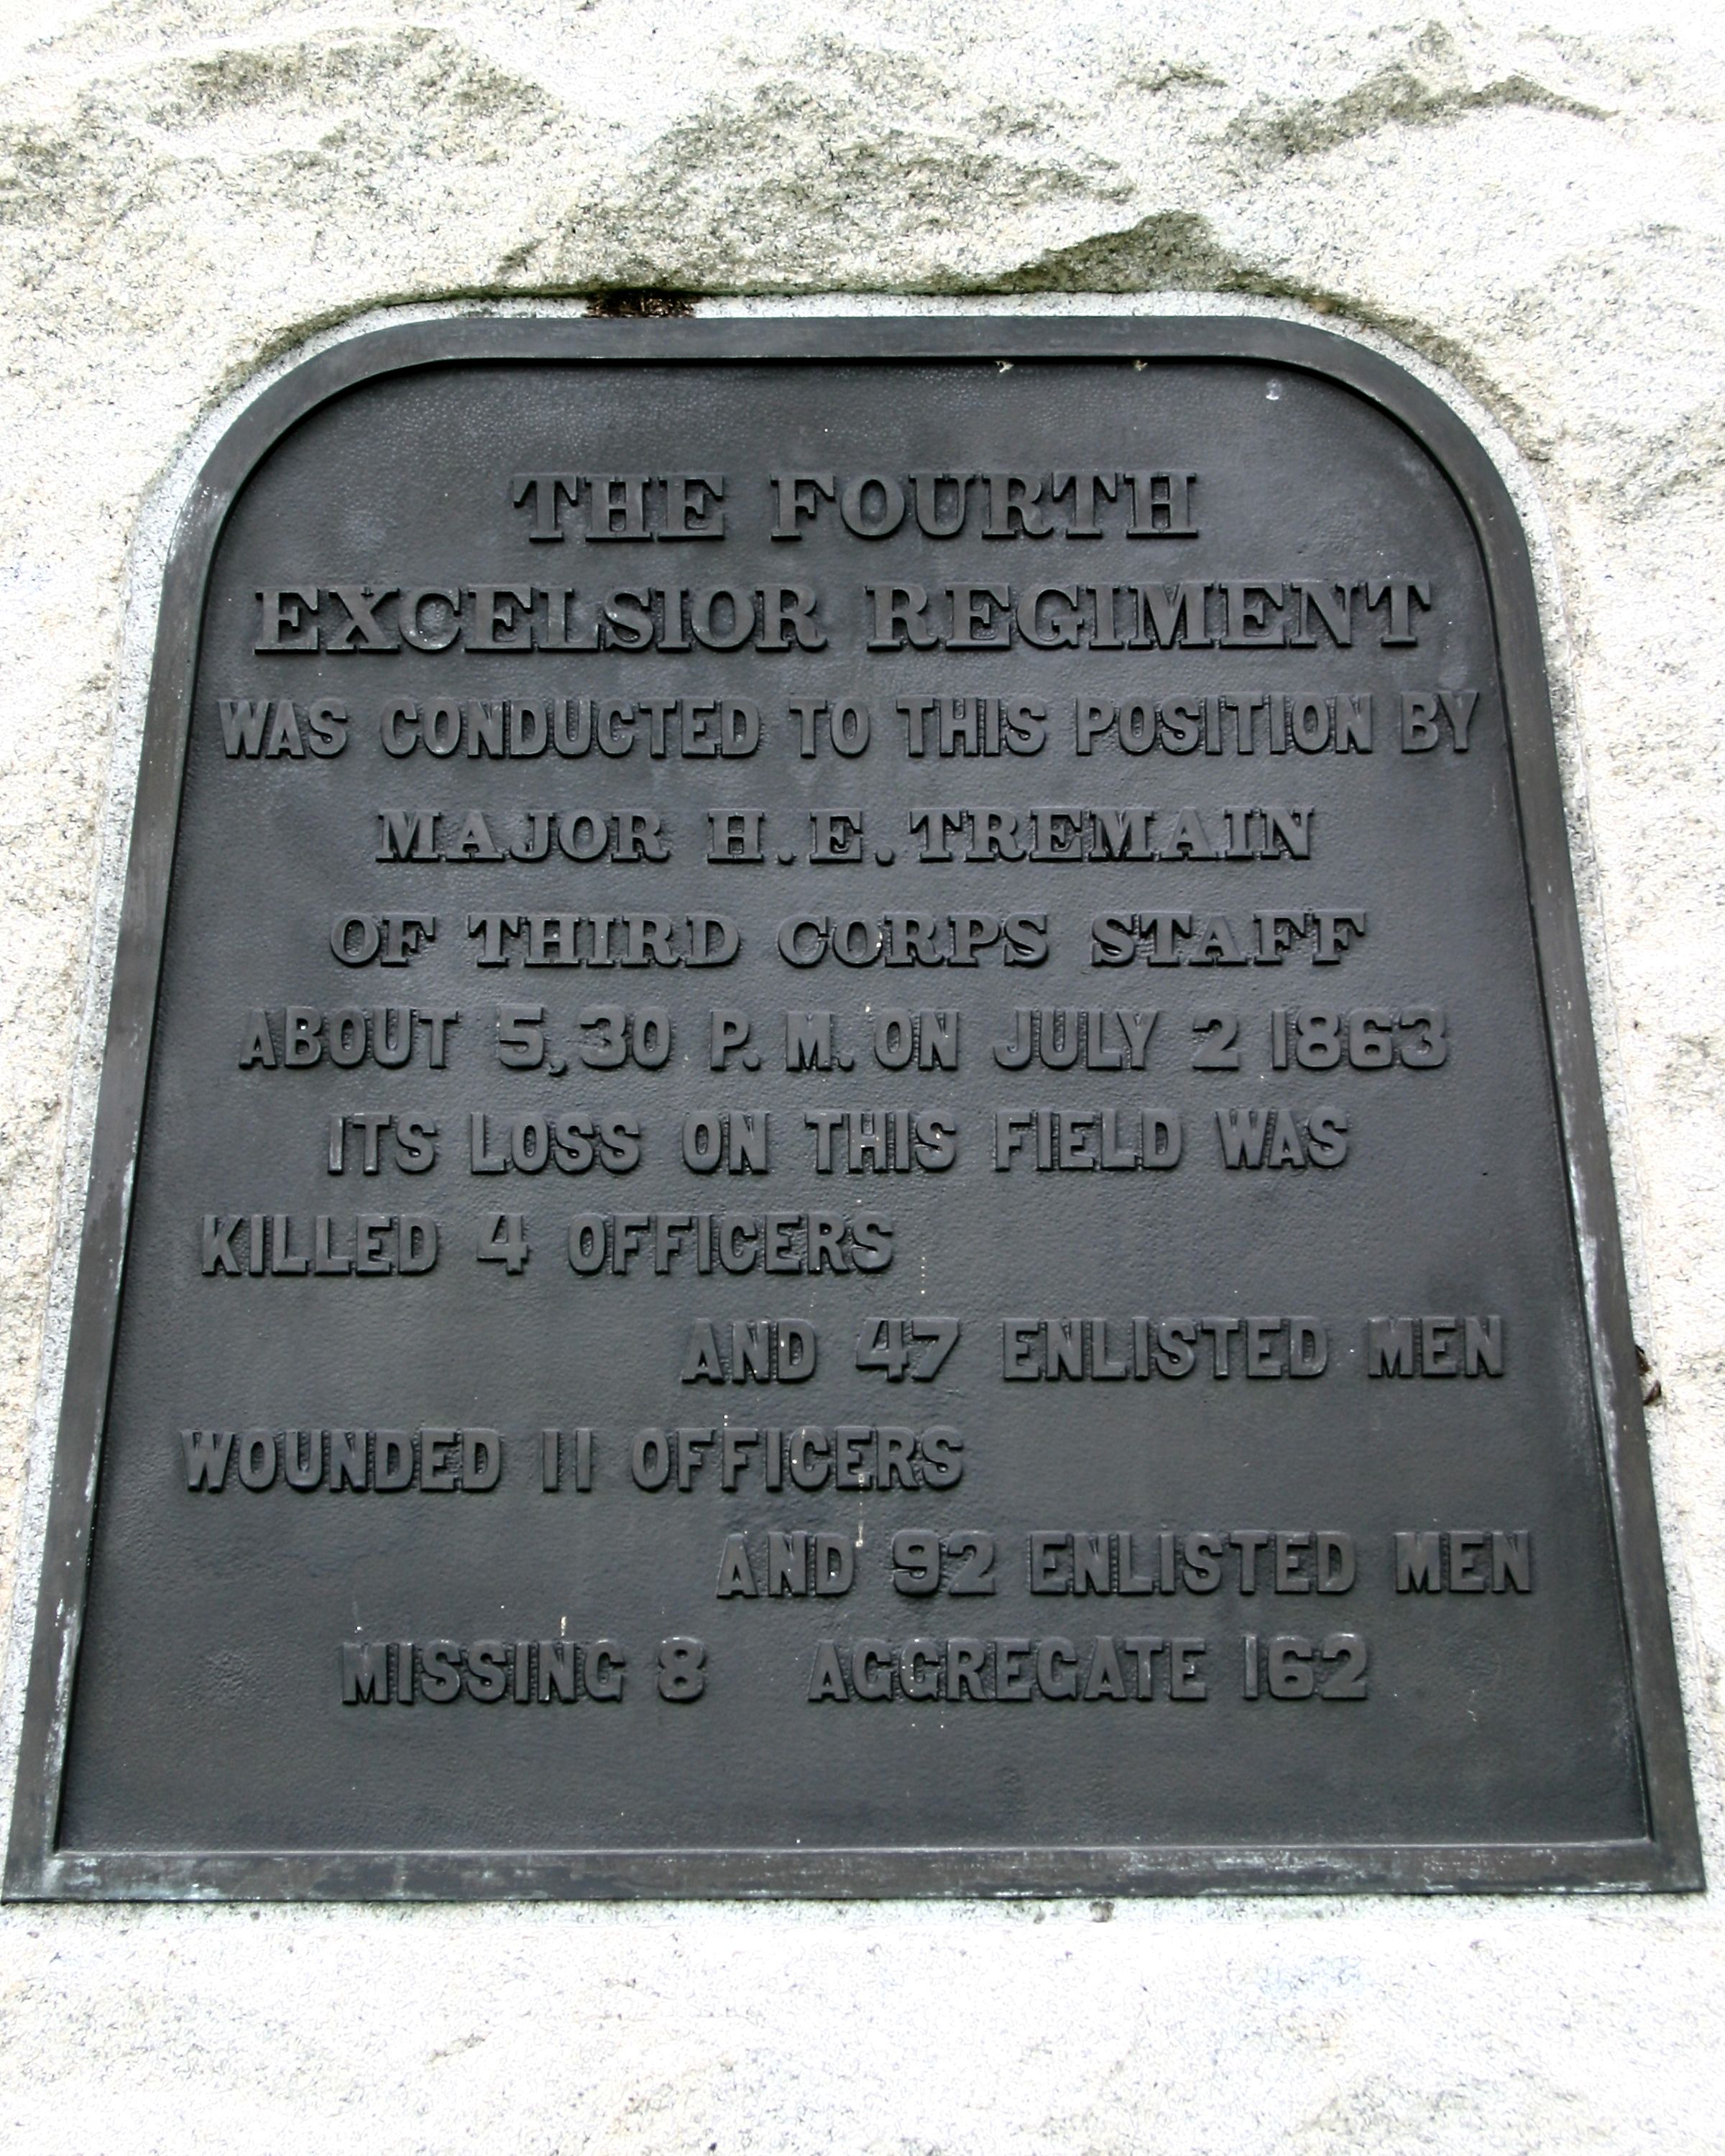 THE FOURTH
EXCELSIOR REGIMENT
WAS CONDUCTED TO THIS POSITION BY
MAJOR H.E. TREMAIN
OF THIRD CORPS STAFF
ABOUT 5,30 P.M. ON JULY 2 1863
ITS LOSS ON THIS FIELD WAS
KILLED 4 OFFICERS
AND 47 ENLISTED MEN
WOUNDED 11 OFFICERS
AND 92 ENLISTED MEN
MISSING 8 AGGREGATE 162